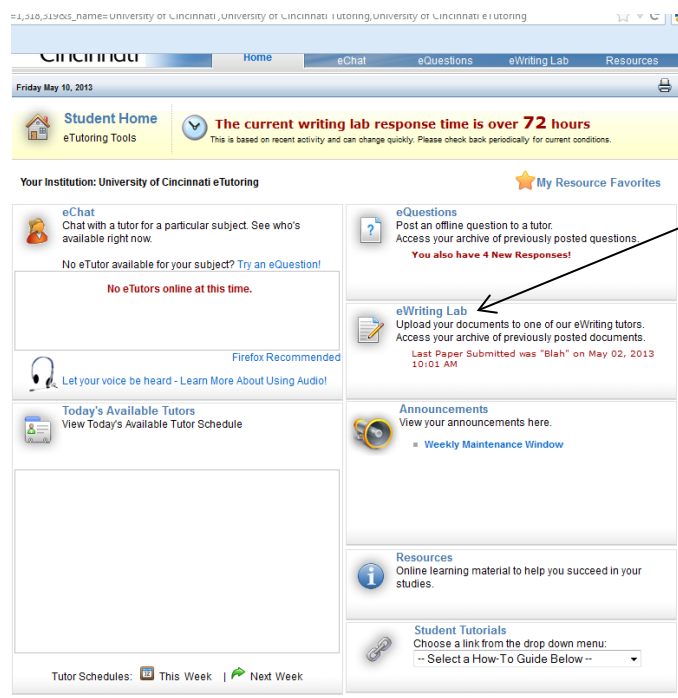 =1,318,319&s_name=University of Cincinnati ,University of Cincinnati Tutoring,University of Cincinnati eTutoring
Cincinnati
Home
eChat
eQuestions
eWriting Lab
Resources
Friday May 10, 2013
Student Home
eTutoring Tools
The current writing lab response time is over 72 hours
This is based on recent activity and can change quickly. Please check back periodically for current conditions.
Your Institution: University of Cincinnati eTutoring
My Resource Favorites
eChat
Chat with a tutor for a particular subject. See who's
available right now.
No eTutor available for your subject? Try an eQuestion!
No eTutors online at this time.
Firefox Recommended
Let your voice be heard - Learn More About Using Audio!
eQuestions
Post an offline question to a tutor.
Access your archive of previously posted questions.
You also have 4 New Responses!
eWriting Lab
Upload your documents to one of our eWriting tutors.
Access your archive of previously posted documents.
Last Paper Submitted was "Blah" on May 02, 2013
10:01 AM
Today's Available Tutors
View Today's Available Tutor Schedule
Announcements
View your announcements here.
Weekly Maintenance Window
Resources
Online learning material to help you succeed in your
studies.
Student Tutorials
Choose a link from the drop down menu:
-- Select a How-To Guide Below --
Tutor Schedules: This Week | Next Week